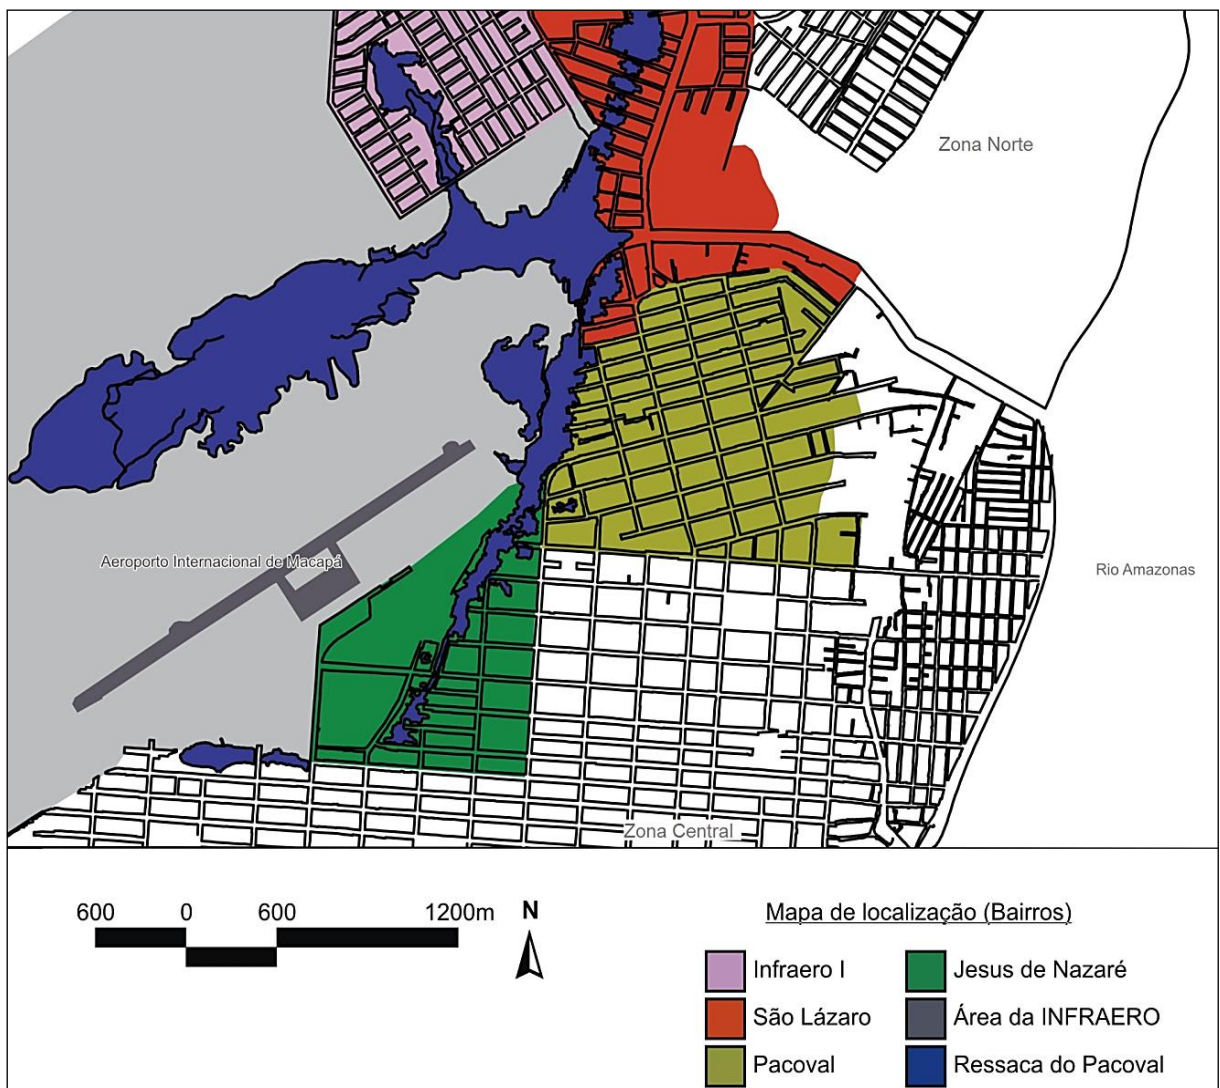 Zona Norte
Aeroporto Internacional de Macapá
Rio Amazonas
Zona Central
600 0 600 1200m N
Mapa de localização (Bairros)
Infraero I
São Lázaro
Pacoval
Jesus de Nazaré
Área da INFRAERO
Ressaca do Pacoval